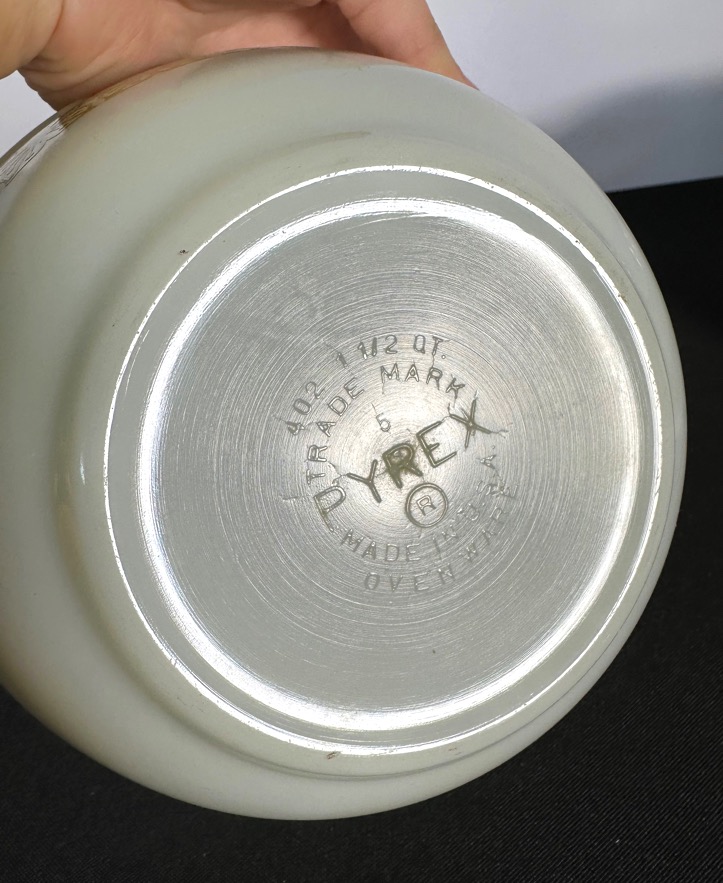 402 1 1/2 QT.
TRADE MARK
5
PYREX
®
MADE IN U.S.A.
OVEN WARE